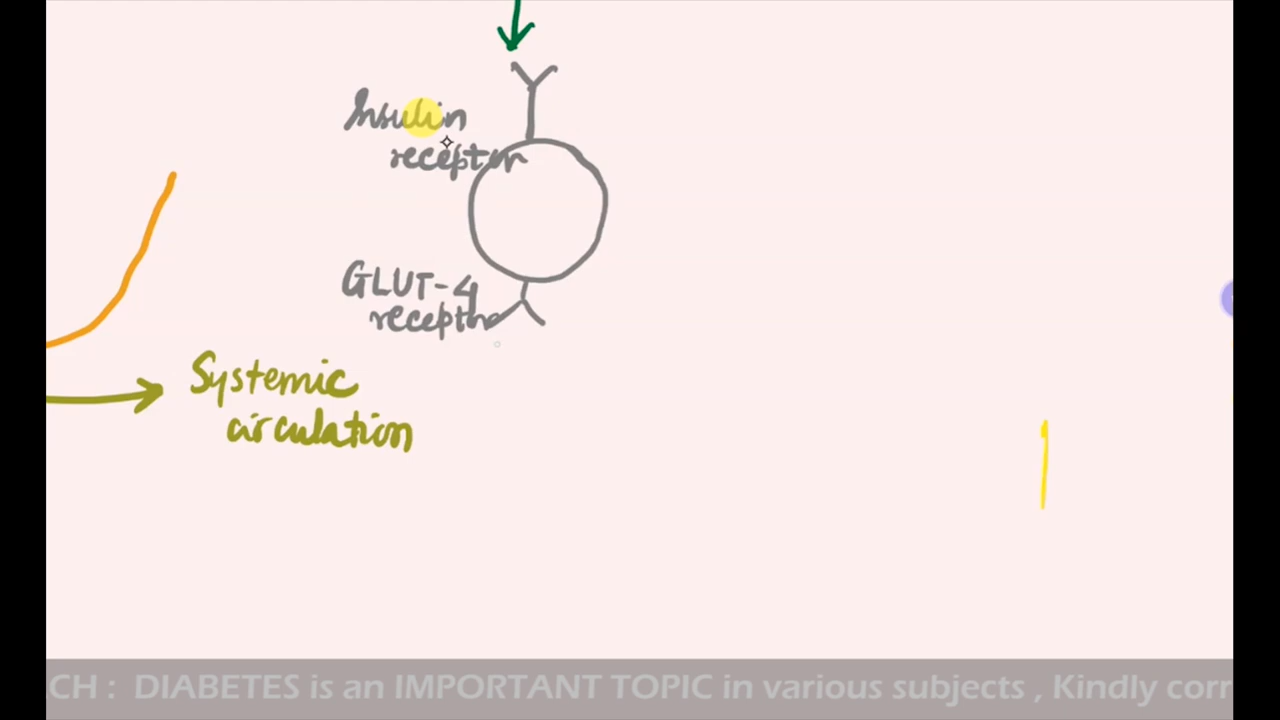 Insulin
receptor
GLUT-4
receptor
Systemic
circulation
CH : DIABETES is an IMPORTANT TOPIC in various subjects , Kindly corr